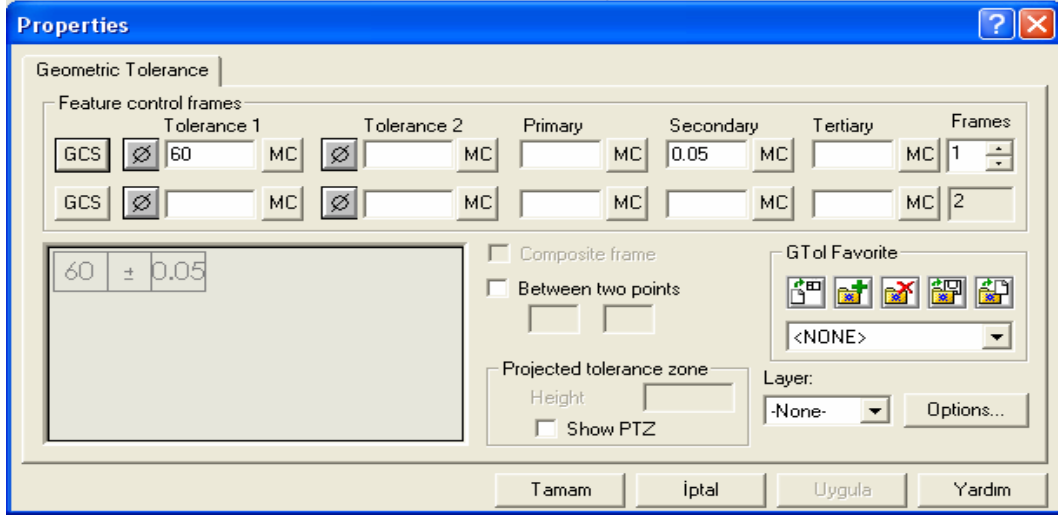 Properties
Geometric Tolerance
Feature control frames
Tolerance 1 Tolerance 2 Primary Secondary Tertiary Frames
GCS Ø 60 MC Ø MC MC 0.05 MC MC 1
GCS Ø MC Ø MC MC MC MC 2
60 ± 0.05
Composite frame
Between two points
GTol Favorite
<NONE>
Projected tolerance zone
Height
Show PTZ
Layer:
-None- Options...
Tamam İptal Uygula Yardım